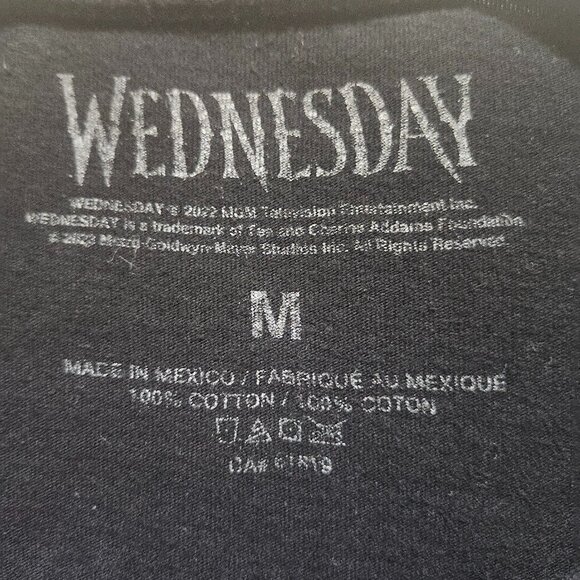 WEDNESDAY
WEDNESDAY © 2022 MGM Television Entertainment Inc.
WEDNESDAY is a trademark of Tee and Charles Addams Foundation
© 2022 Metro-Goldwyn-Mayer Studios Inc. All Rights Reserved
M
MADE IN MEXICO / FABRIQUÉ AU MEXIQUE
100% COTTON / 100% COTON
CA#